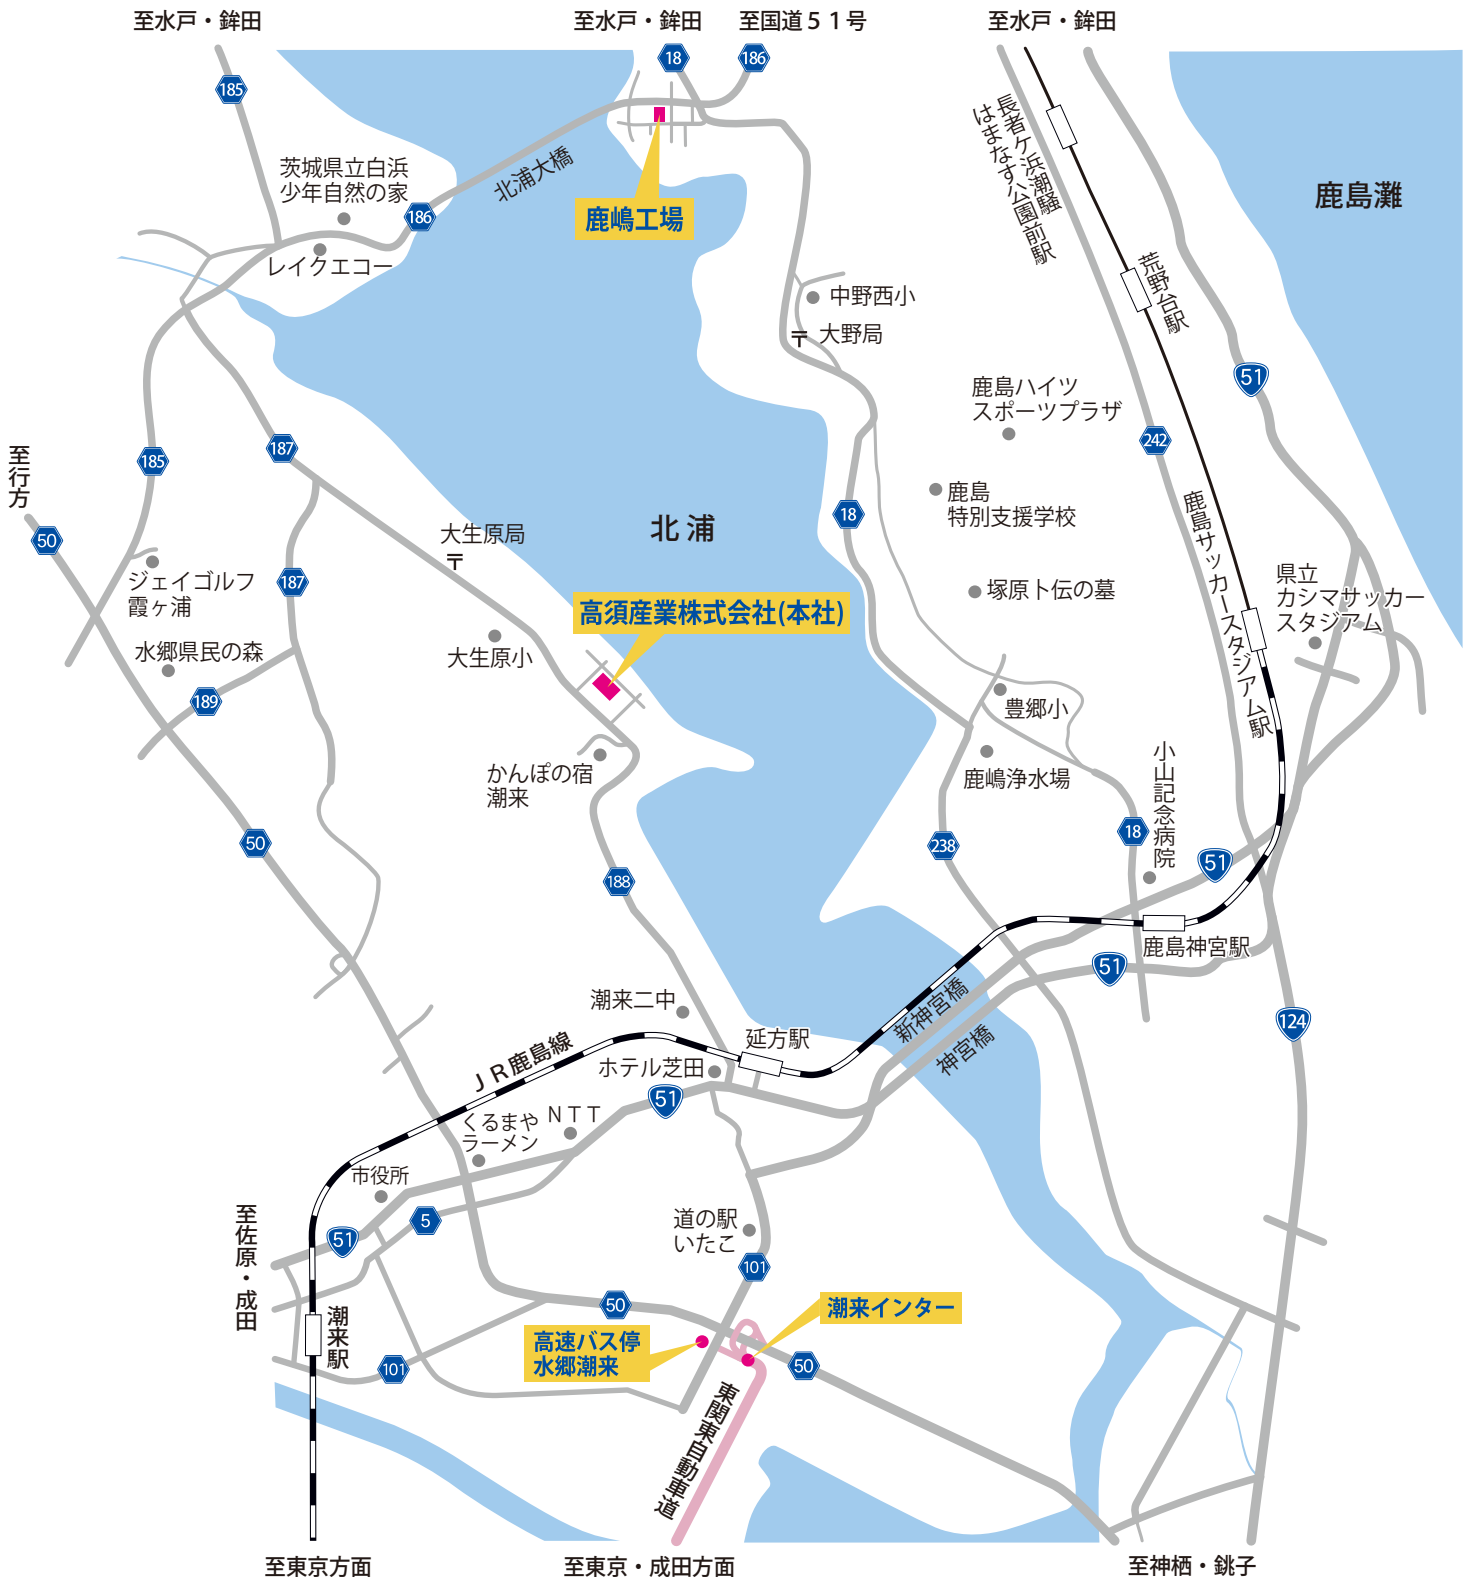 至水戸・鉾田
至水戸・鉾田
至国道５１号
至水戸・鉾田
185
18
186
鹿島灘
長者ケ浜潮騒
はまなす公園前駅
北浦大橋
茨城県立白浜
少年自然の家
186
鹿嶋工場
レイクエコー
荒野台駅
中野西小
〒 大野局
51
鹿島ハイツ
スポーツプラザ
242
187
185
至行方
50
鹿島
特別支援学校
18
北浦
大生原局
〒
鹿島サッカースタジアム駅
ジェイゴルフ
霞ヶ浦
187
塚原卜伝の墓
県立
カシマサッカー
スタジアム
高須産業株式会社(本社)
水郷県民の森
大生原小
189
豊郷小
かんぽの宿
潮来
鹿嶋浄水場
小山記念病院
50
238
18
51
188
鹿島神宮駅
51
潮来二中
新神宮橋
神宮橋
124
延方駅
ＪＲ鹿島線
ホテル芝田
51
くるまや
ラーメン
ＮＴＴ
市役所
至佐原・成田
51
5
道の駅
いたこ
101
50
潮来インター
潮来駅
高速バス停
水郷潮来
101
50
東関東自動車道
至東京方面
至東京・成田方面
至神栖・銚子